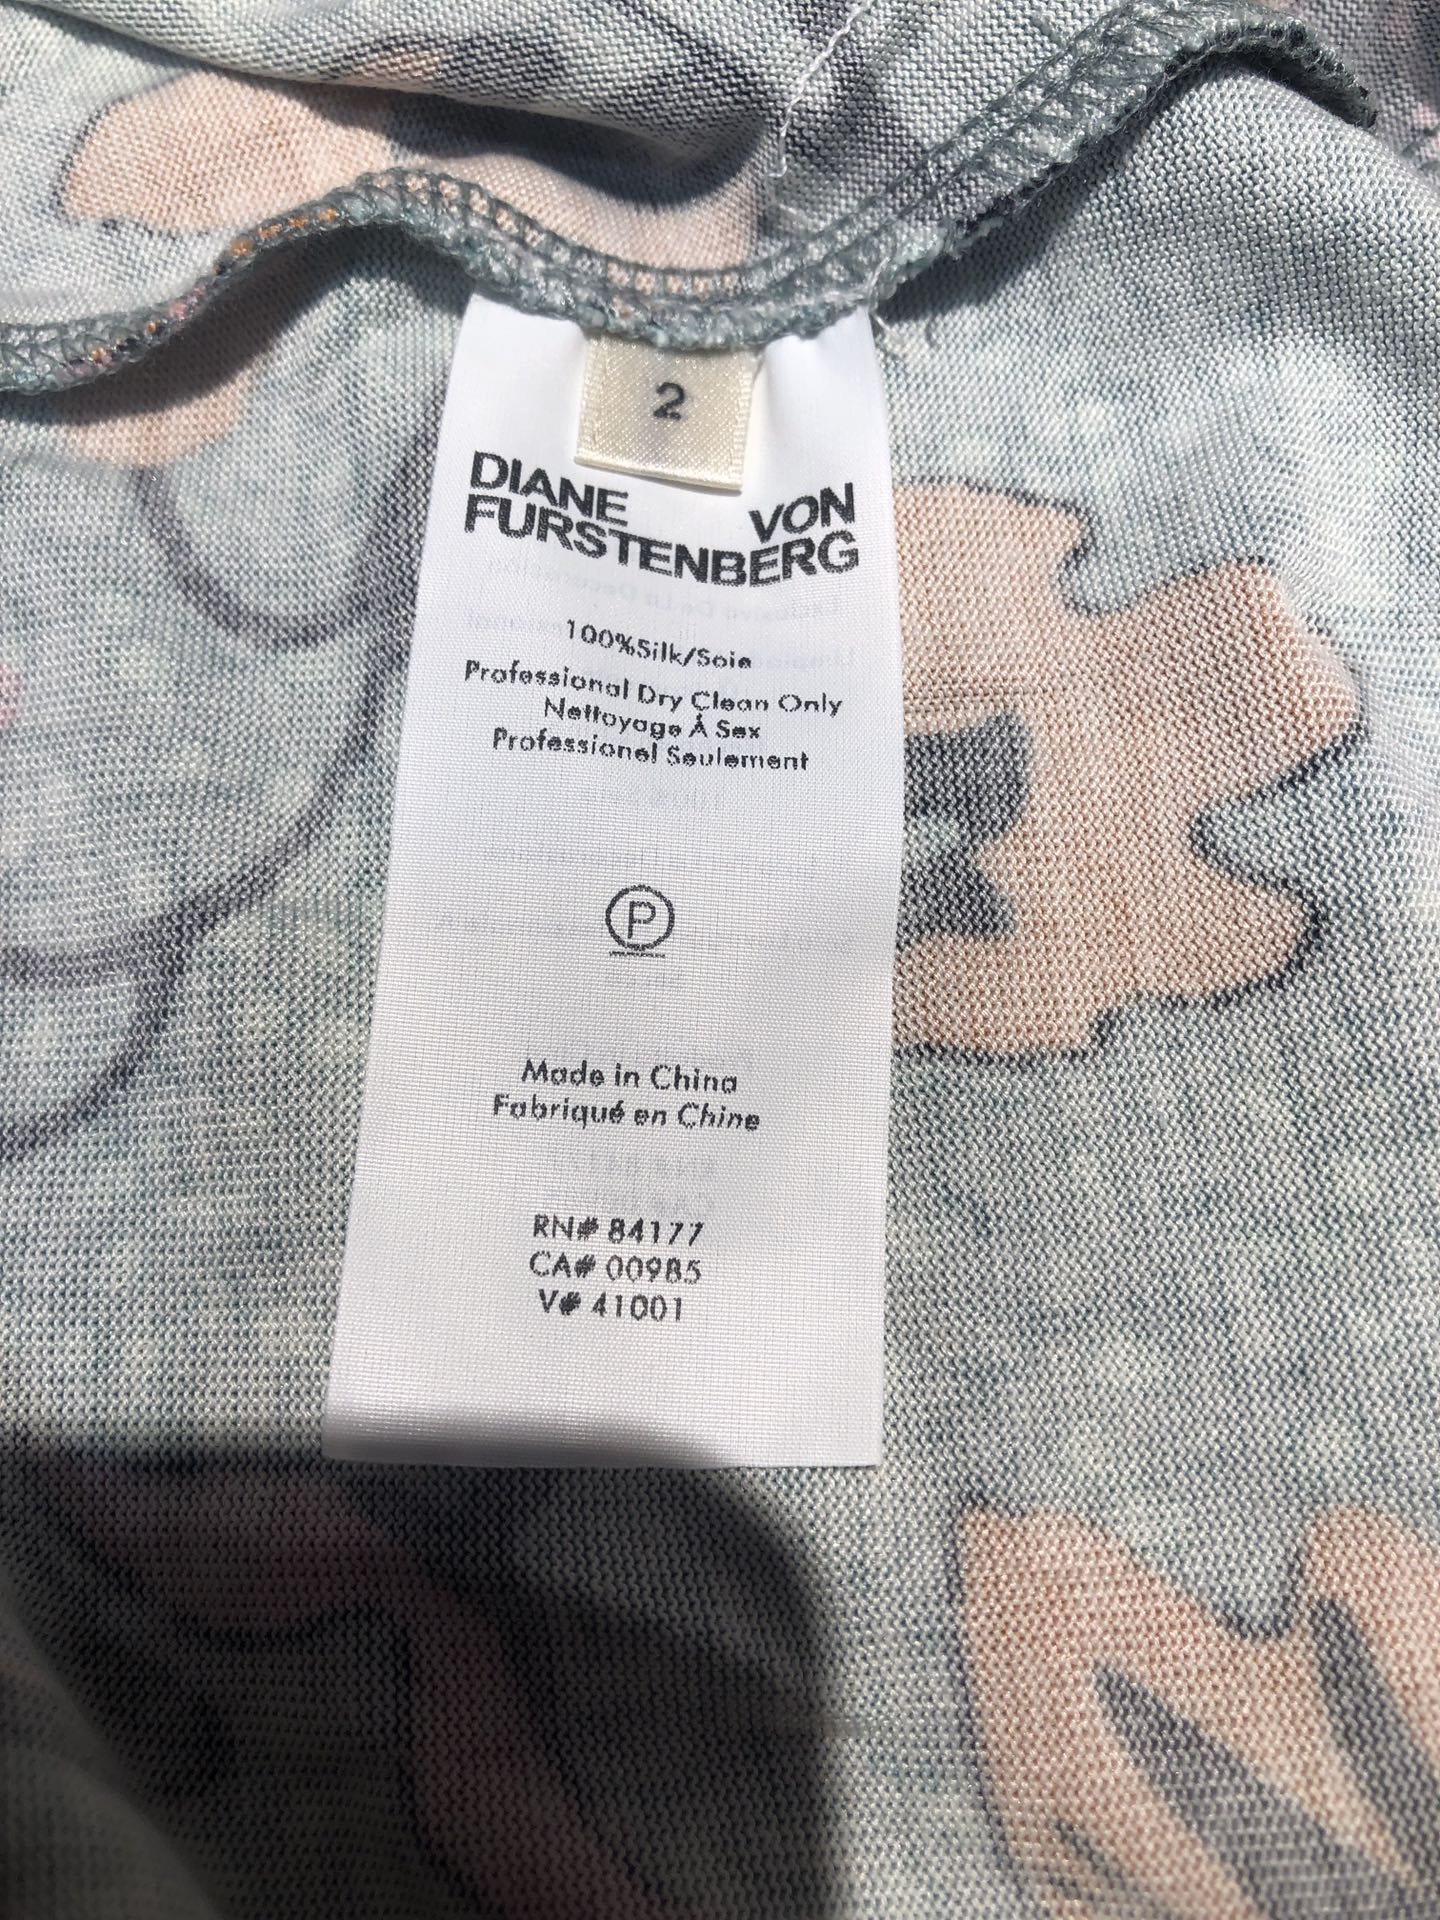 2
DIANE VON
FURSTENBERG
100%Silk/Soie
Professional Dry Clean Only
Nettoyage À Sex
Professionel Seulement
P
Made in China
Fabriqué en Chine
RN# 84177
CA# 00985
V# 41001